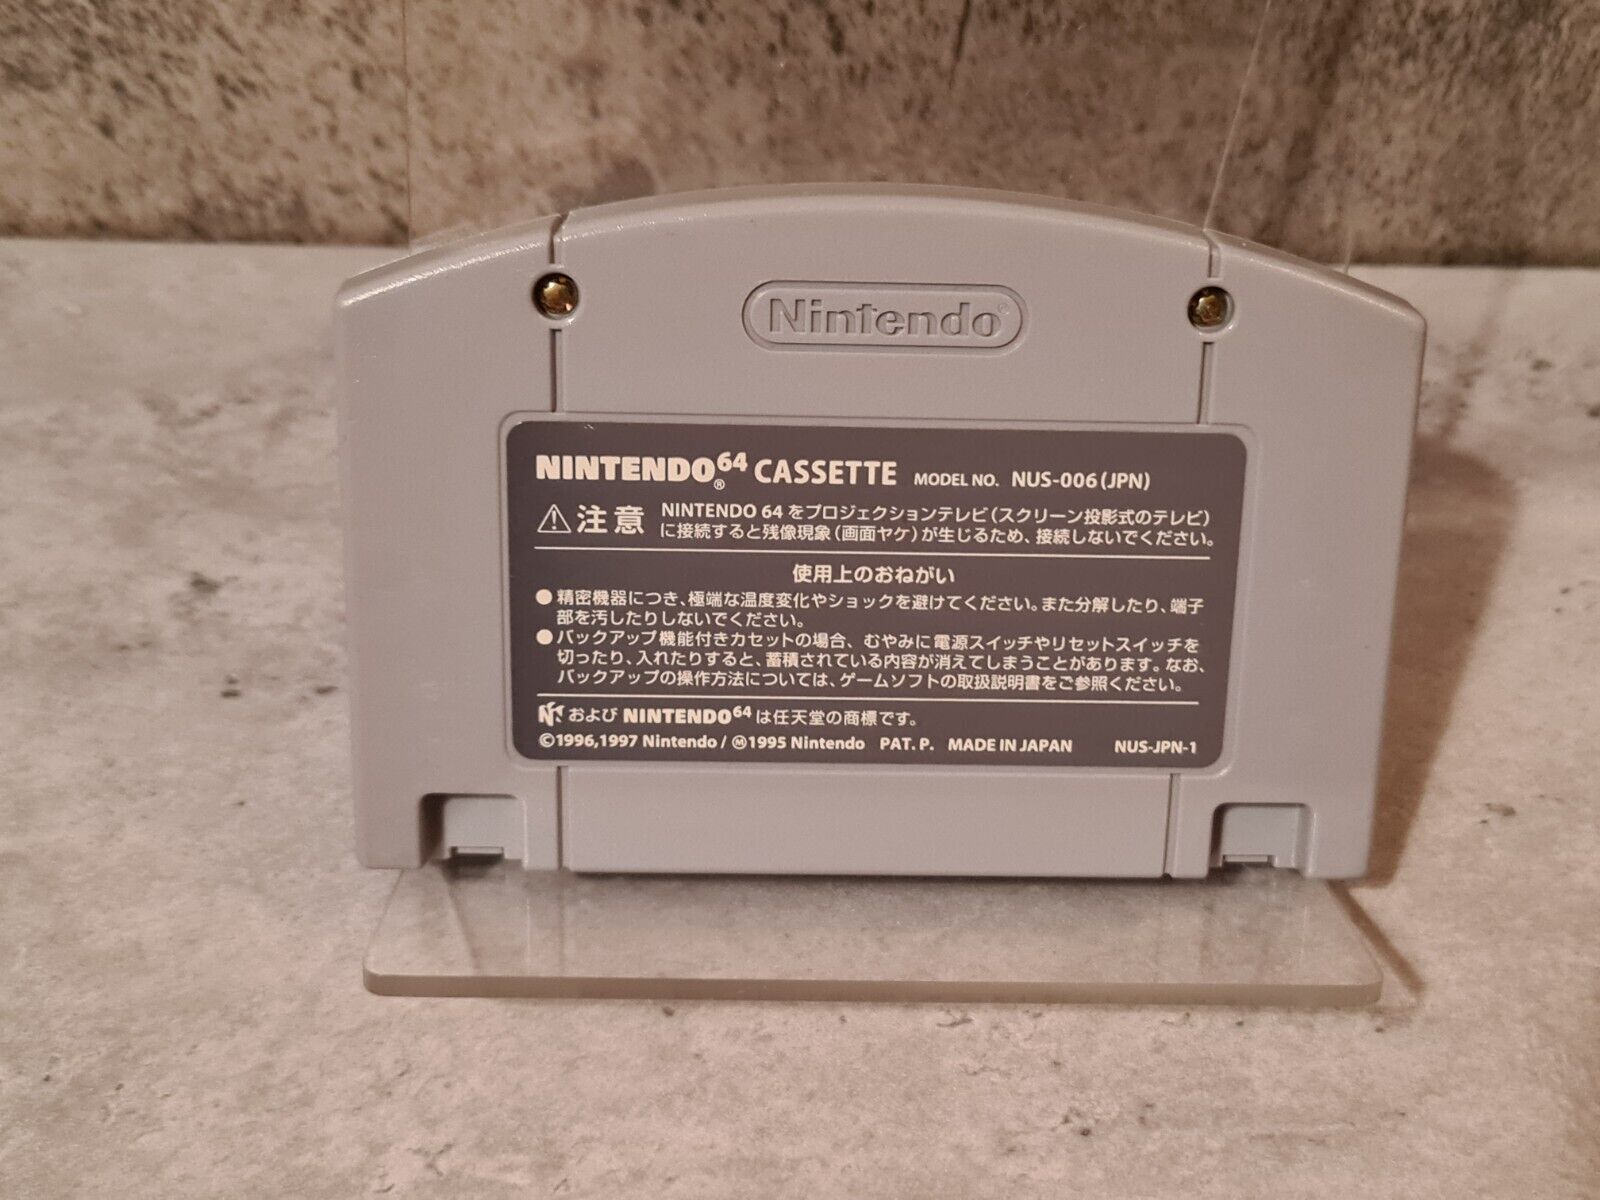 Nintendo
NINTENDO64® CASSETTE MODEL NO. NUS-006(JPN)
⚠注意 NINTENDO 64をプロジェクションテレビ(スクリーン投影式のテレビ)
に接続すると残像現象(画面ヤケ)が生じるため、接続しないでください。
使用上のおねがい
●精密機器につき、極端な温度変化やショックを避けてください。また分解したり、端子
部を汚したりしないでください。
●バックアップ機能付きカセットの場合、むやみに電源スイッチやリセットスイッチを
切ったり、入れたりすると、蓄積されている内容が消えてしまうことがあります。なお、
バックアップの操作方法については、ゲームソフトの取扱説明書をご参照ください。
および NINTENDO64 は任天堂の商標です。
©1996,1997 Nintendo / Ⓜ1995 Nintendo PAT. P. MADE IN JAPAN NUS-JPN-1